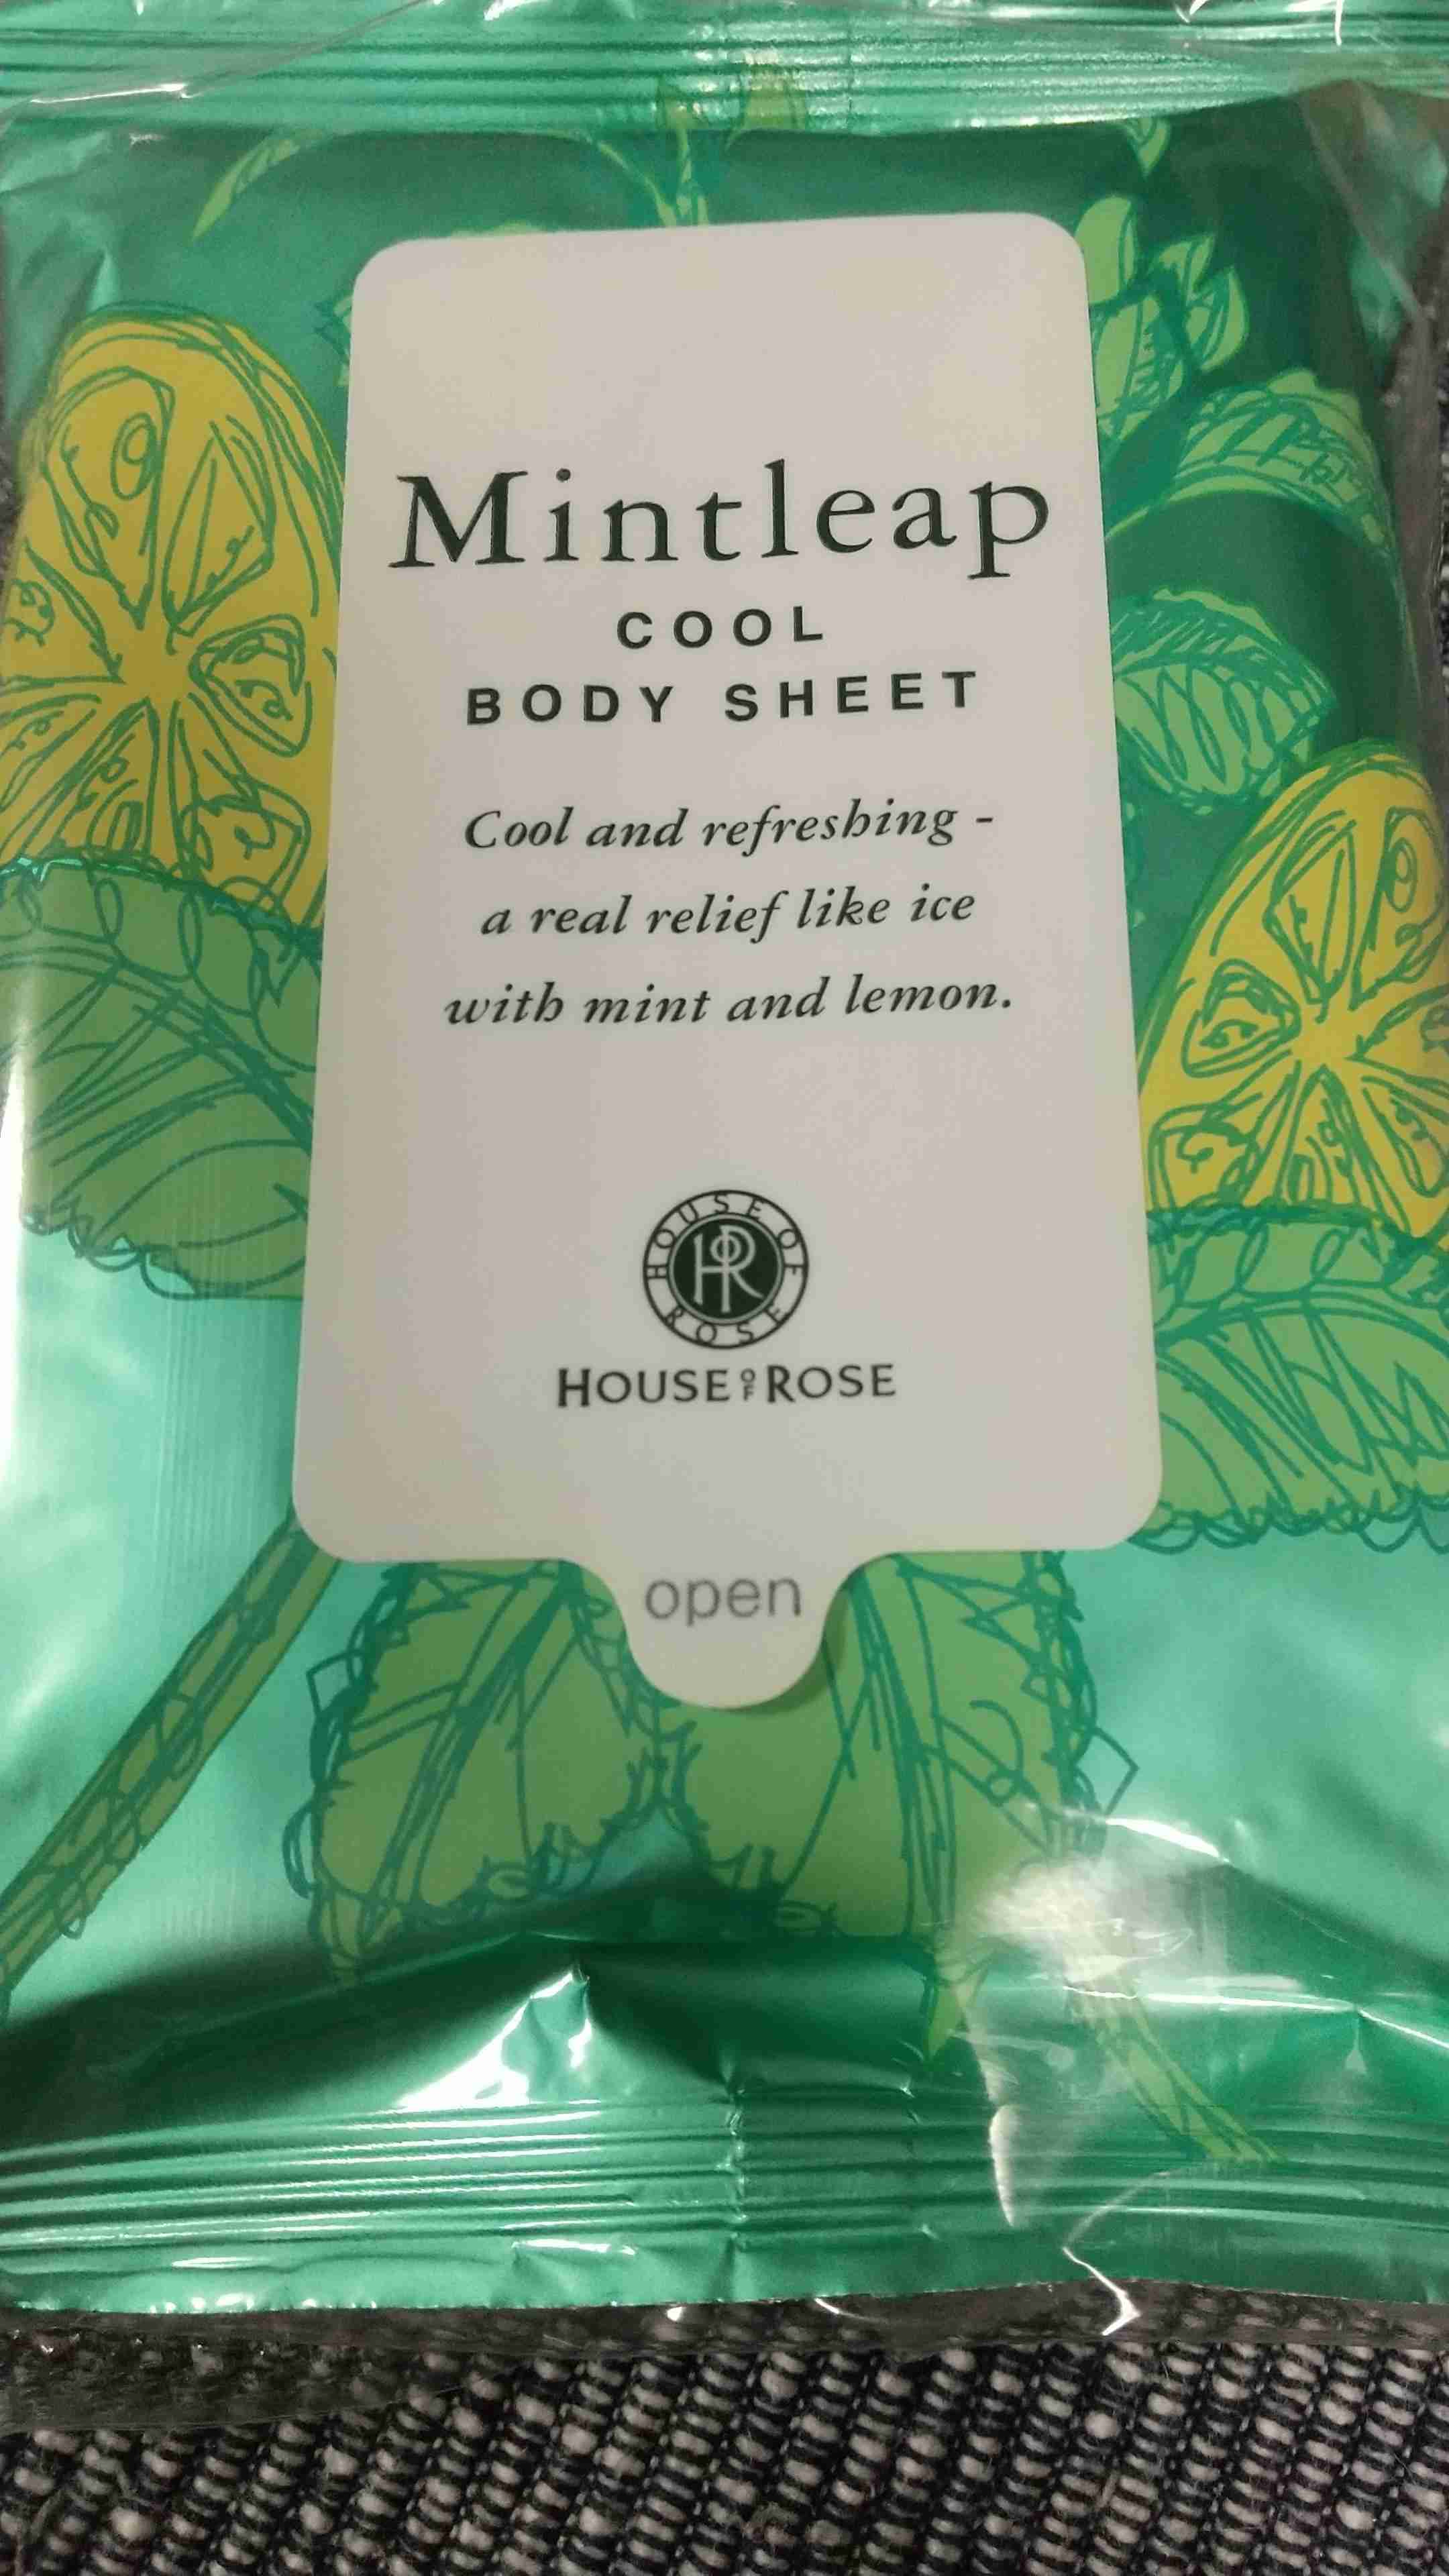 Mintleap
COOL
BODY SHEET
Cool and refreshing -
a real relief like ice
with mint and lemon.
HOUSE OF ROSE
HR
HOUSE OF ROSE
open